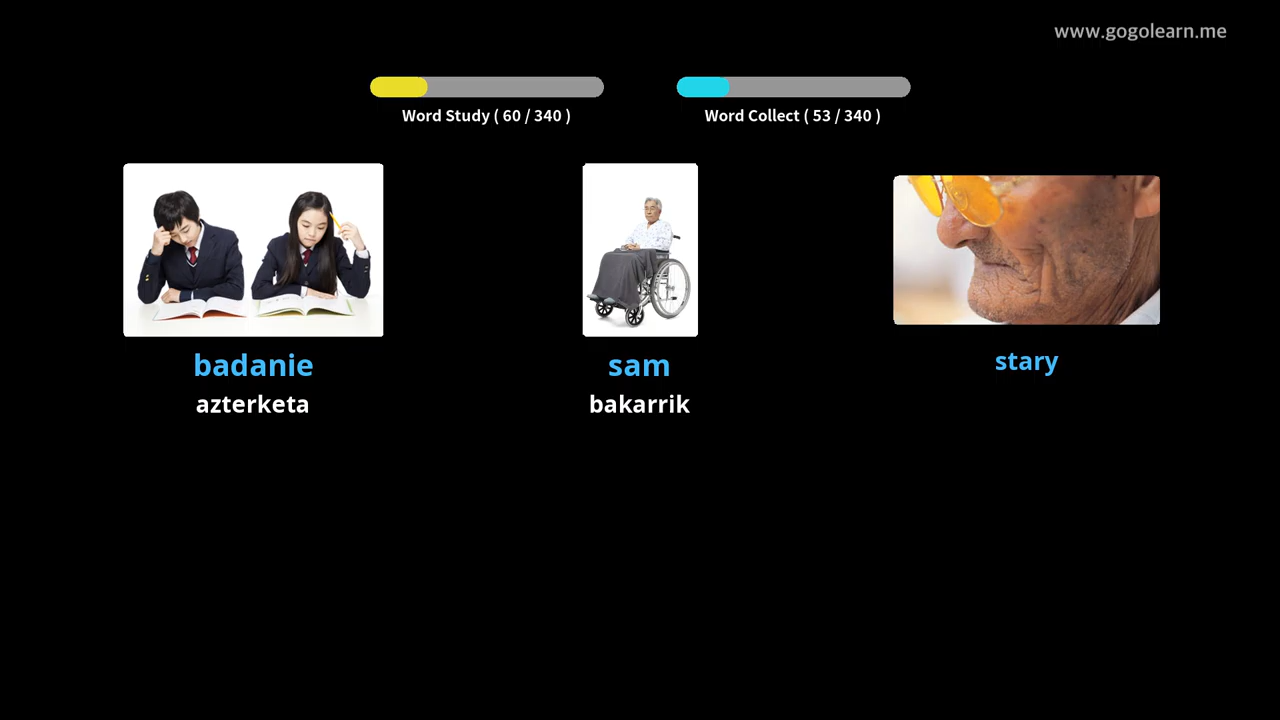 www.gogolearn.me
Word Study ( 60 / 340 )
Word Collect ( 53 / 340 )
badanie
azterketa
sam
bakarrik
stary